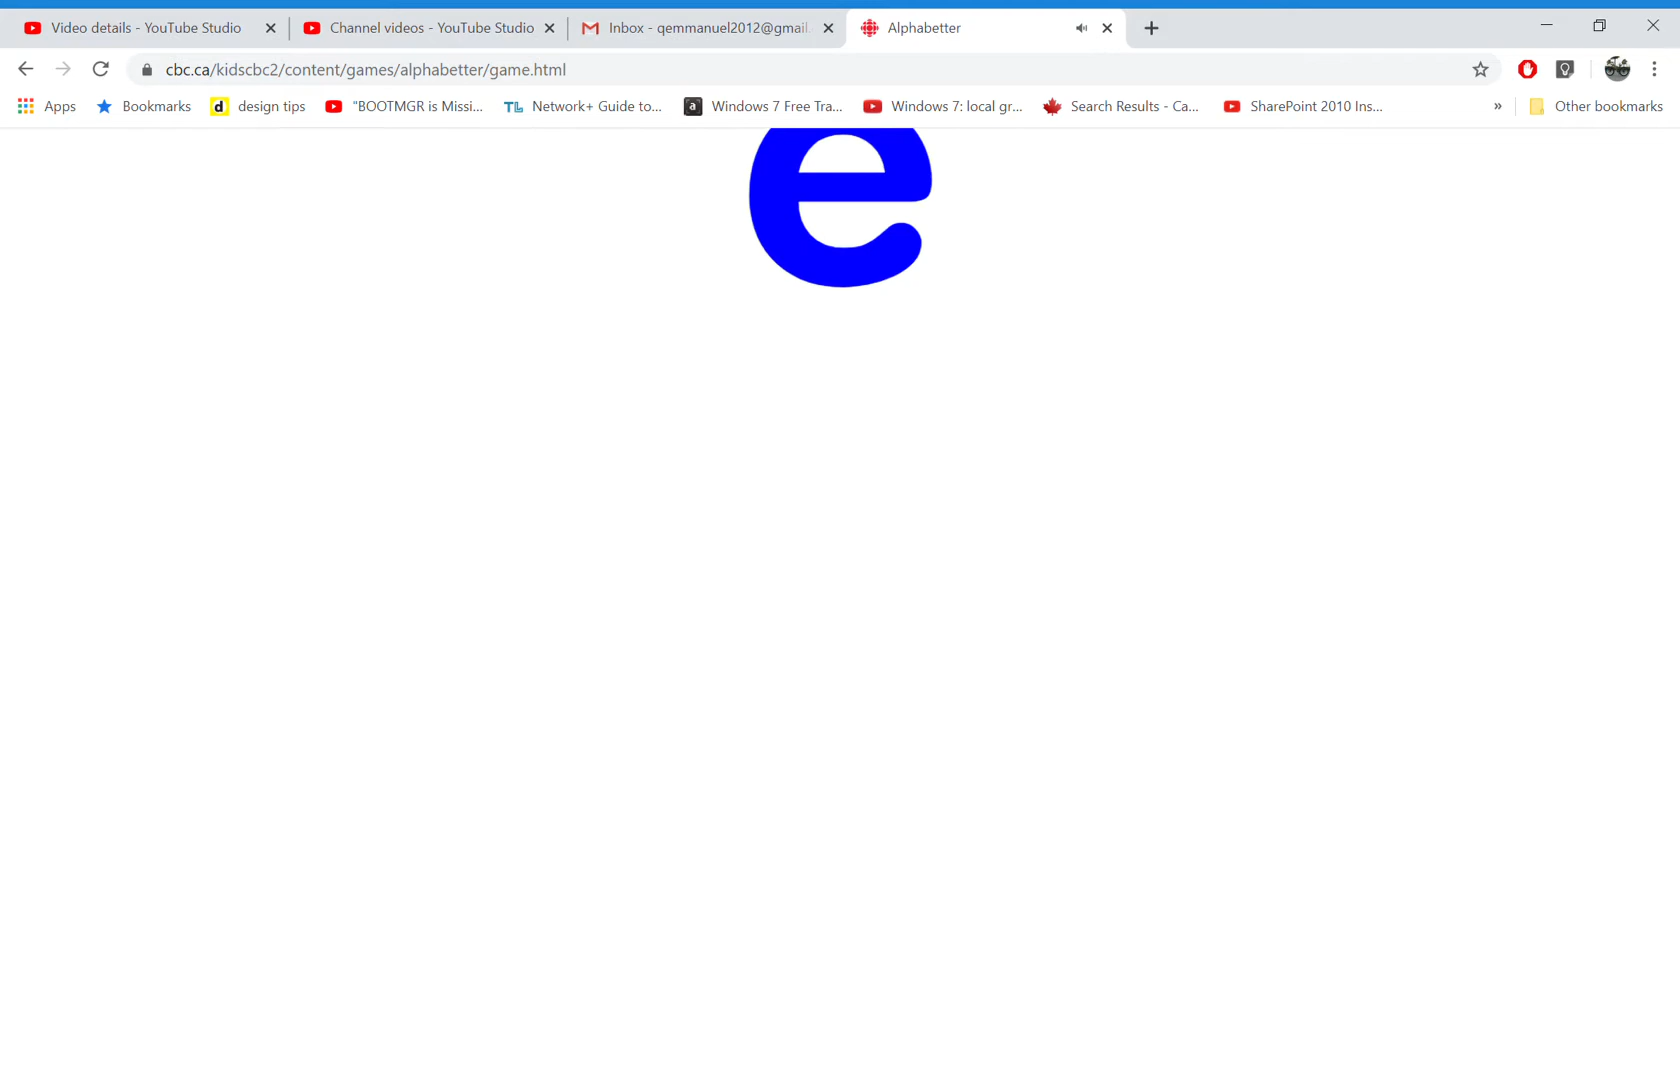 Video details - YouTube Studio
Channel videos - YouTube Studio
Inbox - qemmanuel2012@gmail.
Alphabetter
cbc.ca/kidscbc2/content/games/alphabetter/game.html
Apps
Bookmarks
d design tips
"BOOTMGR is Missi...
TL Network+ Guide to...
a Windows 7 Free Tra...
Windows 7: local gr...
Search Results - Ca...
SharePoint 2010 Ins...
»
Other bookmarks
e